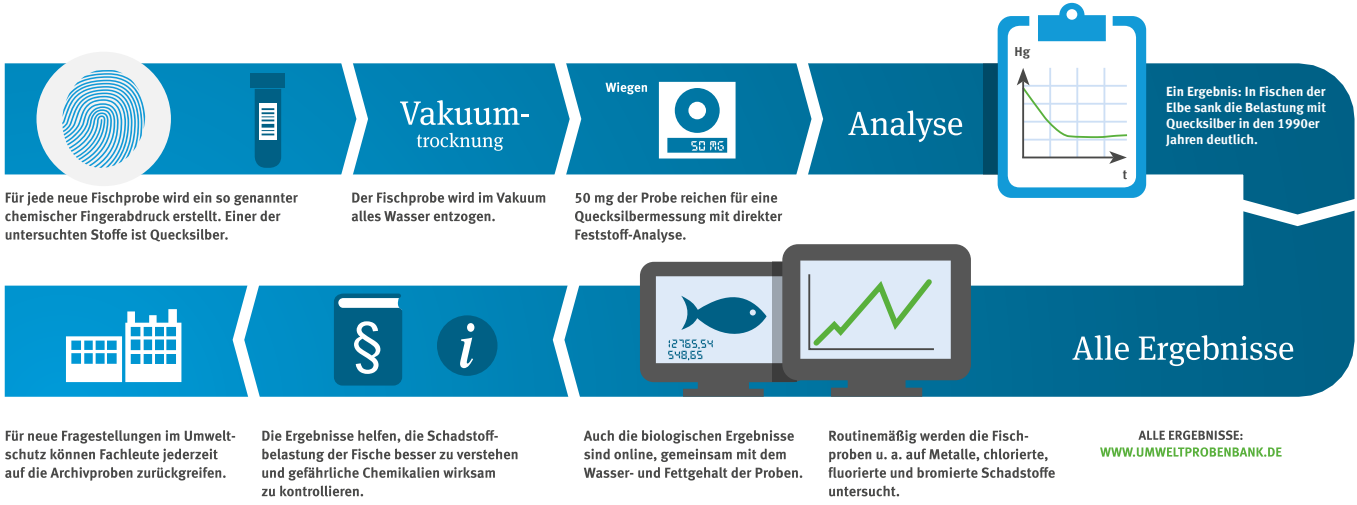 Hg
Wiegen
Ein Ergebnis: In Fischen der
Elbe sank die Belastung mit
Quecksilber in den 1990er
Jahren deutlich.
Vakuum-
trocknung
50 MG
Analyse
t
Für jede neue Fischprobe wird ein so genannter
chemischer Fingerabdruck erstellt. Einer der
untersuchten Stoffe ist Quecksilber.
Der Fischprobe wird im Vakuum
alles Wasser entzogen.
50 mg der Probe reichen für eine
Quecksilbermessung mit direkter
Feststoff-Analyse.
Alle Ergebnisse
12765,54
548,65
§
i
Für neue Fragestellungen im Umwelt-
schutz können Fachleute jederzeit
auf die Archivproben zurückgreifen.
Die Ergebnisse helfen, die Schadstoff-
belastung der Fische besser zu verstehen
und gefährliche Chemikalien wirksam
zu kontrollieren.
Auch die biologischen Ergebnisse
sind online, gemeinsam mit dem
Wasser- und Fettgehalt der Proben.
Routinemäßig werden die Fisch-
proben u. a. auf Metalle, chlorierte,
fluorierte und bromierte Schadstoffe
untersucht.
ALLE ERGEBNISSE:
WWW.UMWELTPROBENBANK.DE